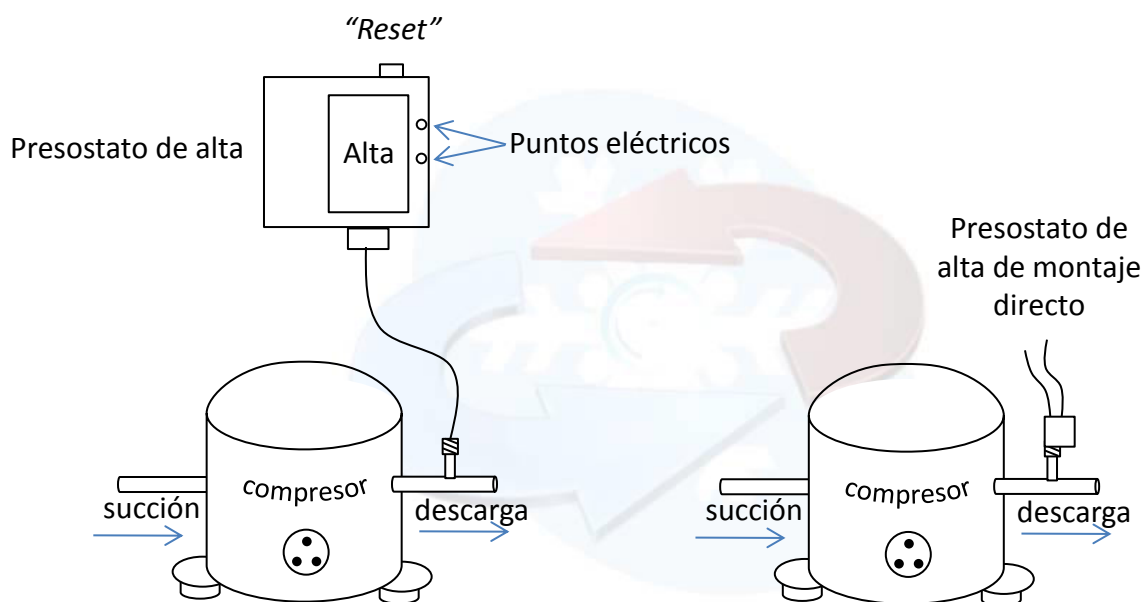 “Reset”
Presostato de alta
Alta
Puntos eléctricos
Presostato de
alta de montaje
directo
compresor
succión
descarga
compresor
succión
descarga